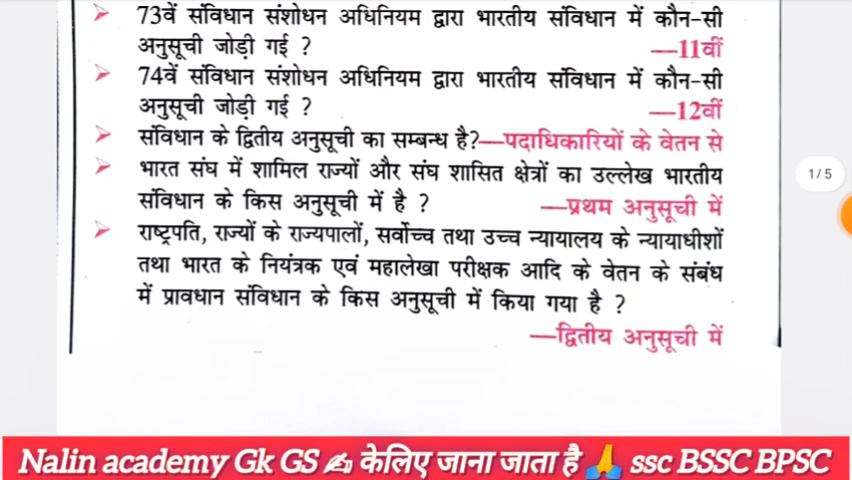 ➤ 73वें संविधान संशोधन अधिनियम द्वारा भारतीय संविधान में कौन-सी
अनुसूची जोड़ी गई ? —11वीं
➤ 74वें संविधान संशोधन अधिनियम द्वारा भारतीय संविधान में कौन-सी
अनुसूची जोड़ी गई ? —12वीं
➤ संविधान के द्वितीय अनुसूची का सम्बन्ध है?—पदाधिकारियों के वेतन से
➤ भारत संघ में शामिल राज्यों और संघ शासित क्षेत्रों का उल्लेख भारतीय
संविधान के किस अनुसूची में है ? —प्रथम अनुसूची में
➤ राष्ट्रपति, राज्यों के राज्यपालों, सर्वोच्च तथा उच्च न्यायालय के न्यायाधीशों
तथा भारत के नियंत्रक एवं महालेखा परीक्षक आदि के वेतन के संबंध
में प्रावधान संविधान के किस अनुसूची में किया गया है ?
—द्वितीय अनुसूची में
1/5
Nalin academy Gk GS ✍ केलिए जाना जाता है 🙏 ssc BSSC BPSC